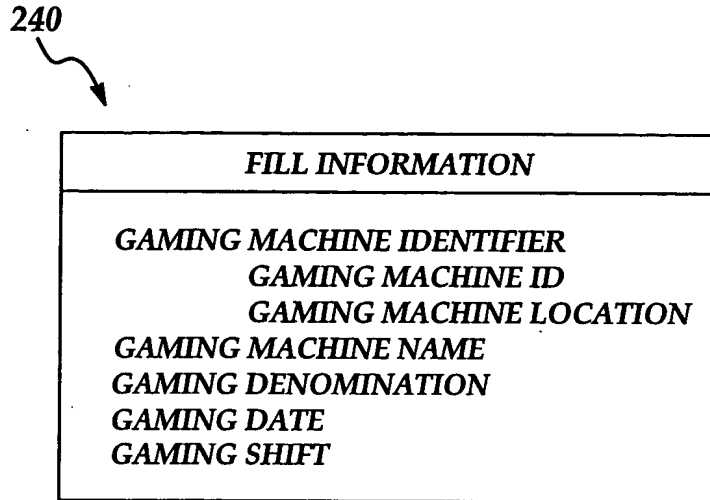 240
FILL INFORMATION
GAMING MACHINE IDENTIFIER
GAMING MACHINE ID
GAMING MACHINE LOCATION
GAMING MACHINE NAME
GAMING DENOMINATION
GAMING DATE
GAMING SHIFT